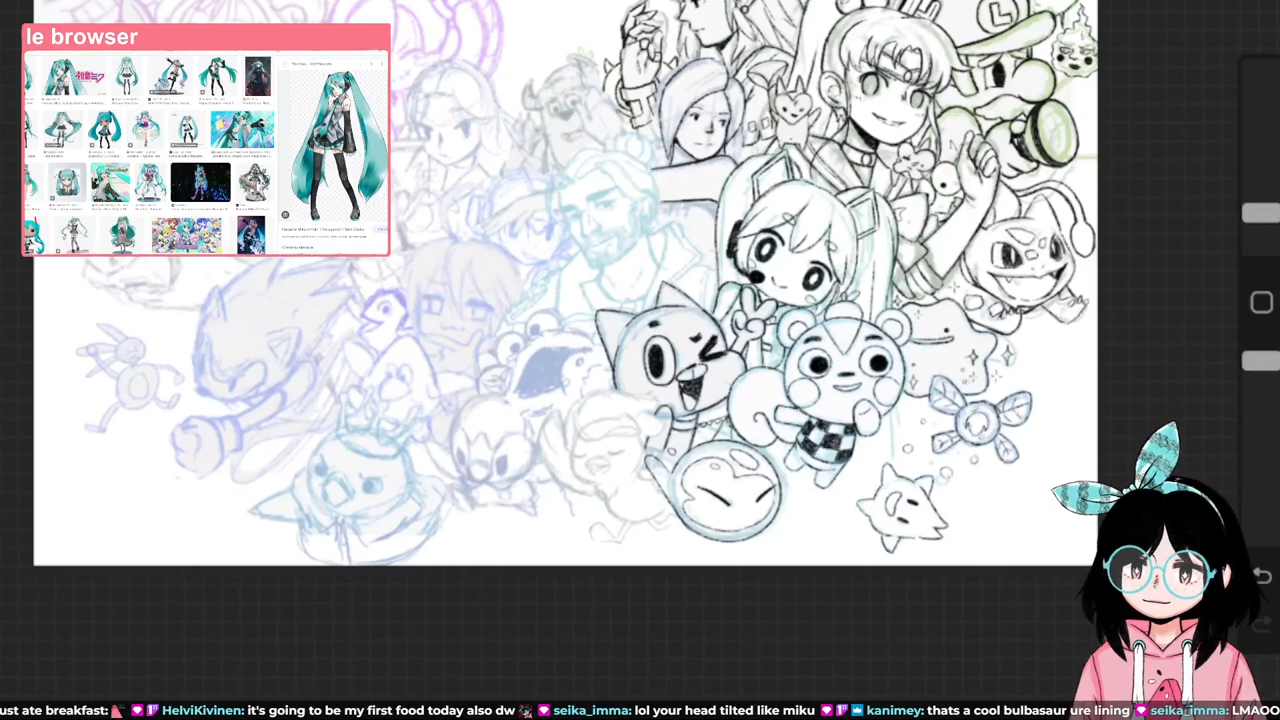 le browser
L
ust ate breakfast: HelviKivinen: it's going to be my first food today also dw seika_imma: lol your head tilted like miku kanimey: thats a cool bulbasaur ure lining seika_imma: LMAOO